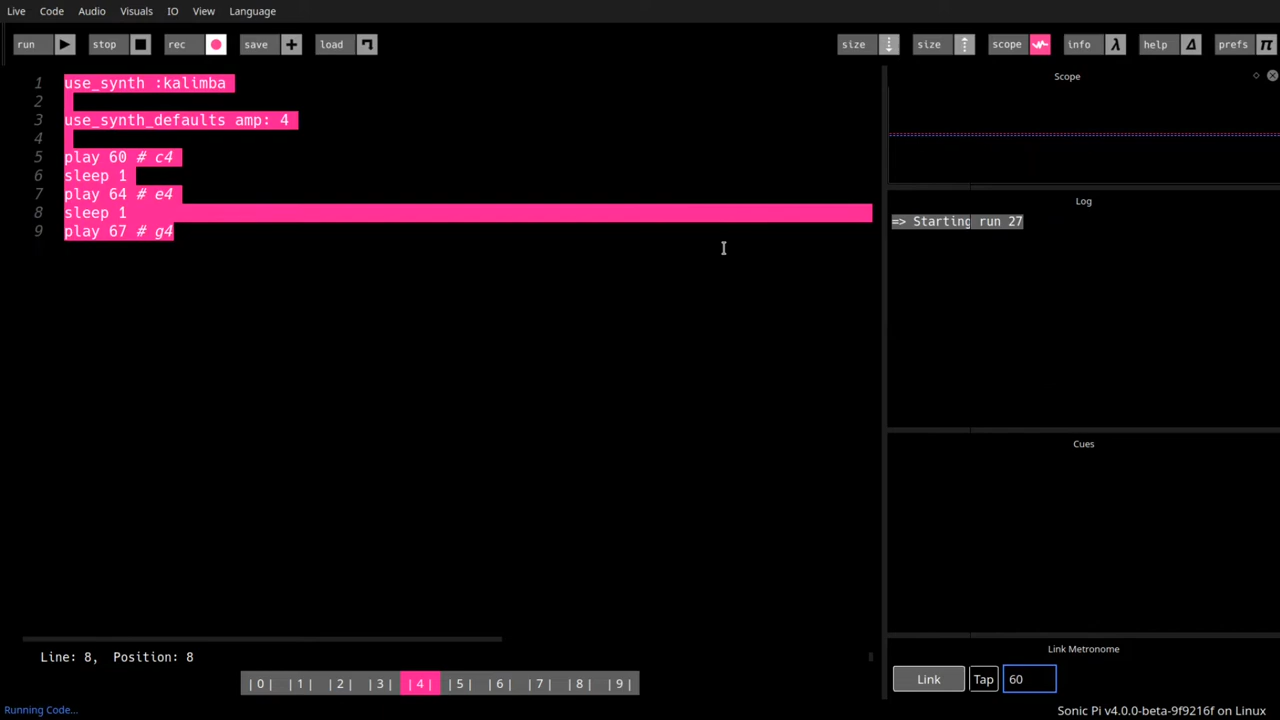 Live Code Audio Visuals IO View Language
run stop rec save + load size size scope info λ help Δ prefs π
1 use_synth :kalimba
2
3 use_synth_defaults amp: 4
4
5 play 60 # c4
6 sleep 1
7 play 64 # e4
8 sleep 1
9 play 67 # g4
Scope
Log
=> Starting run 27
Cues
Link Metronome
Link Tap 60
Line: 8, Position: 8
|0| |1| |2| |3| |4| |5| |6| |7| |8| |9|
Running Code...
Sonic Pi v4.0.0-beta-9f9216f on Linux